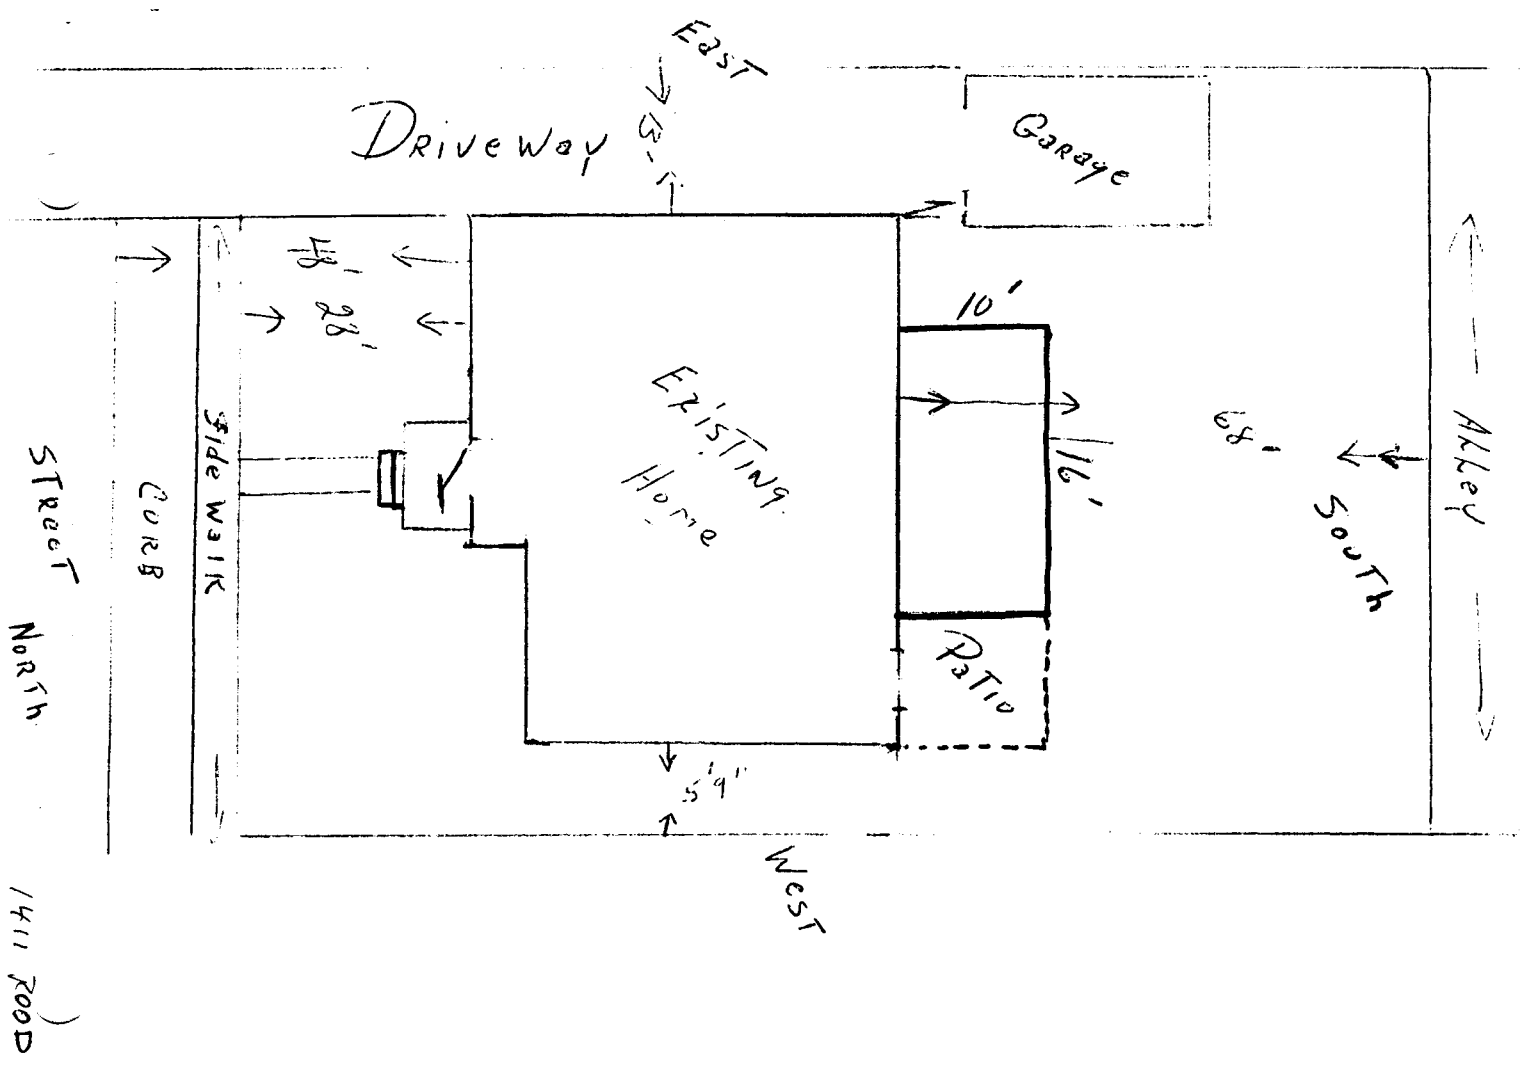 East
Driveway
Garage
48'
28'
10'
Existing
Home
16'
68'
Alley
South
Side Walk
Corb
Street
North
Patio
5'9"
West
1411 Rood